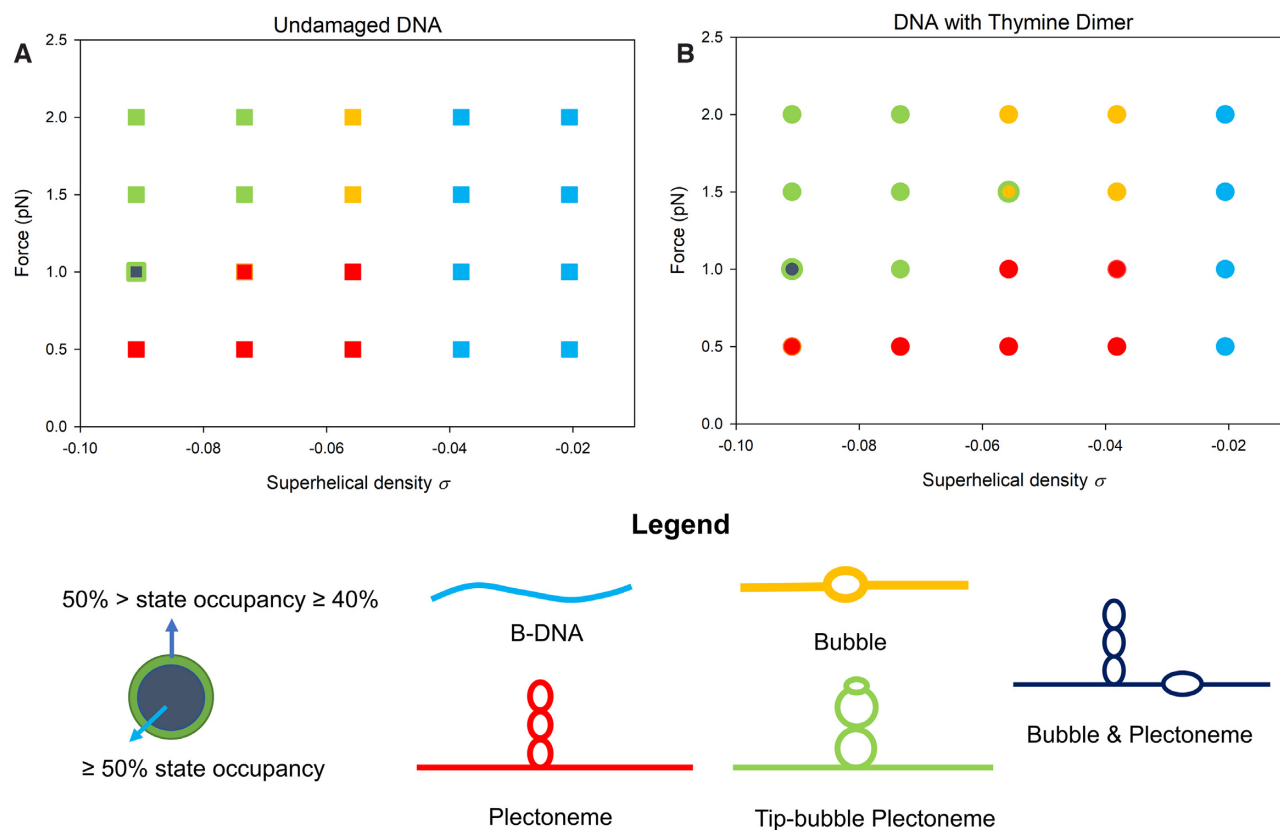 A
Undamaged DNA
Force (pN)
2.5
2.0
1.5
1.0
0.5
0.0
-0.10
-0.08
-0.06
-0.04
-0.02
Superhelical density σ
B
DNA with Thymine Dimer
Force (pN)
2.5
2.0
1.5
1.0
0.5
0.0
-0.10
-0.08
-0.06
-0.04
-0.02
Superhelical density σ
Legend
50% > state occupancy ≥ 40%
≥ 50% state occupancy
B-DNA
Bubble
Bubble & Plectoneme
Plectoneme
Tip-bubble Plectoneme